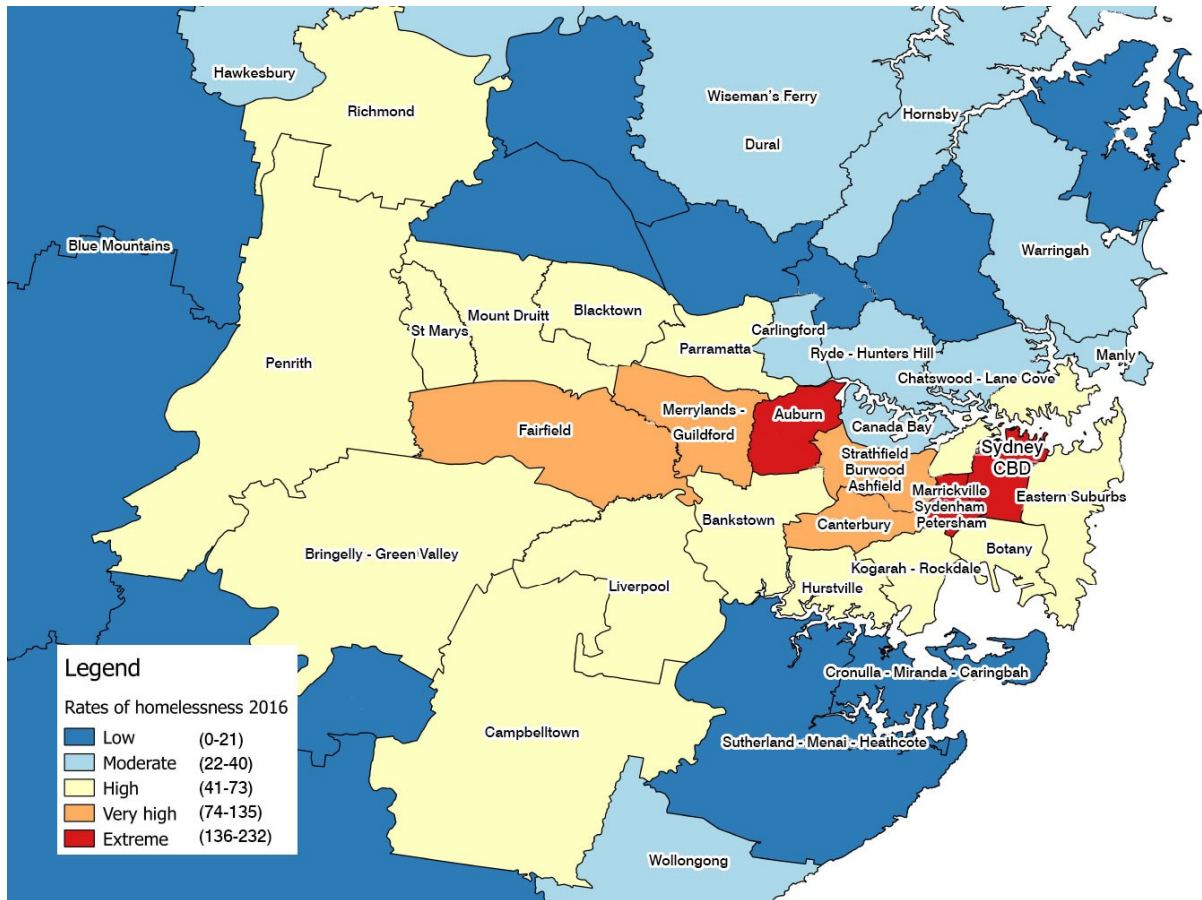 Hawkesbury
Richmond
Wiseman's Ferry
Hornsby
Dural
Blue Mountains
Warringah
Blacktown
Mount Druitt
St Marys
Carlingford
Parramatta
Ryde - Hunters Hill
Manly
Penrith
Chatswood - Lane Cove
Merrylands -
Guildford
Auburn
Canada Bay
Fairfield
Strathfield
Burwood
Ashfield
Sydney
CBD
Marrickville
Sydenham
Petersham
Eastern Suburbs
Bankstown
Canterbury
Botany
Bringelly - Green Valley
Kogarah - Rockdale
Liverpool
Hurstville
Cronulla - Miranda - Caringbah
Campbelltown
Sutherland - Menai - Heathcote
Wollongong
Legend
Rates of homelessness 2016
Low (0-21)
Moderate (22-40)
High (41-73)
Very high (74-135)
Extreme (136-232)